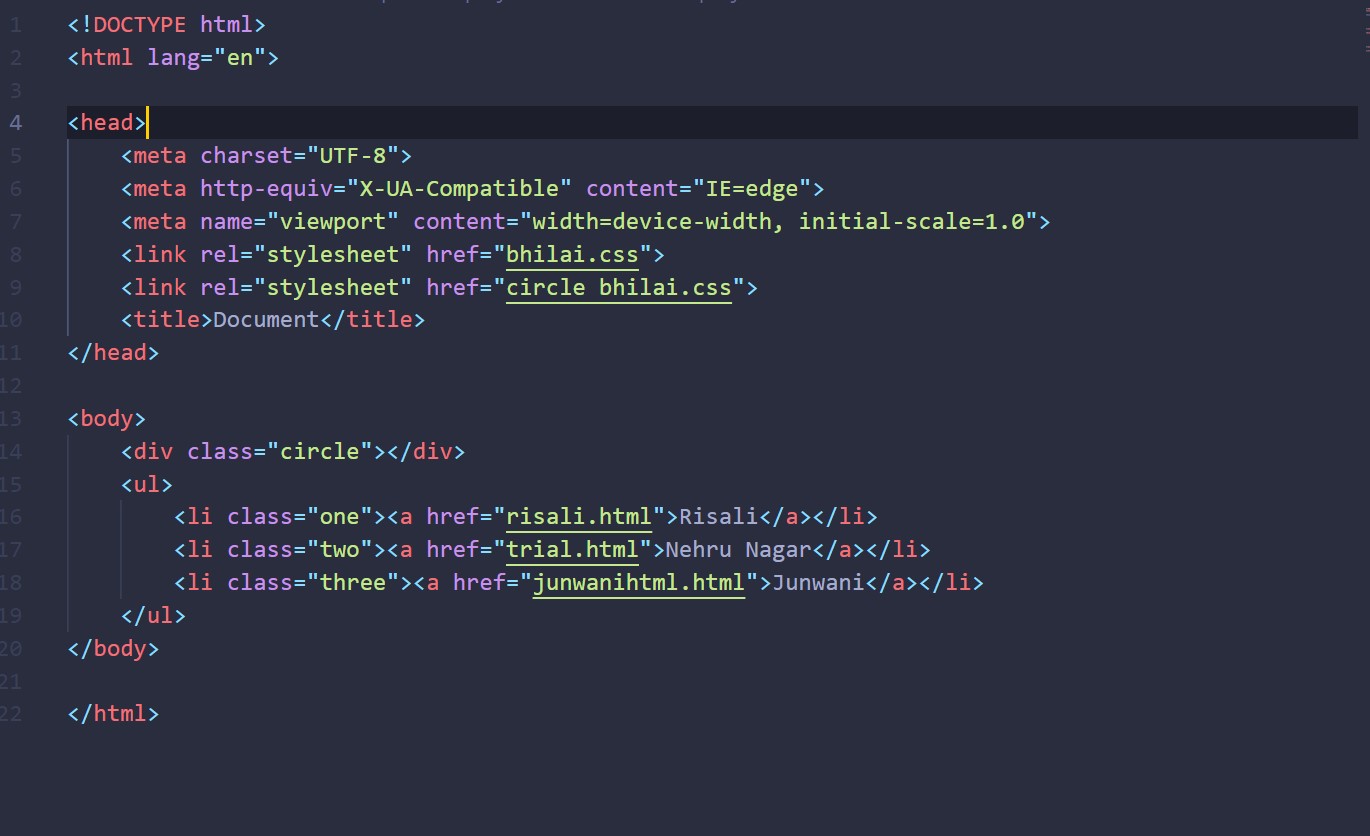 1 <!DOCTYPE html>
2 <html lang="en">
3
4 <head>
5     <meta charset="UTF-8">
6     <meta http-equiv="X-UA-Compatible" content="IE=edge">
7     <meta name="viewport" content="width=device-width, initial-scale=1.0">
8     <link rel="stylesheet" href="bhilai.css">
9     <link rel="stylesheet" href="circle bhilai.css">
10     <title>Document</title>
11 </head>
12
13 <body>
14     <div class="circle"></div>
15     <ul>
16         <li class="one"><a href="risali.html">Risali</a></li>
17         <li class="two"><a href="trial.html">Nehru Nagar</a></li>
18         <li class="three"><a href="junwanihtml.html">Junwani</a></li>
19     </ul>
20 </body>
21
22 </html>